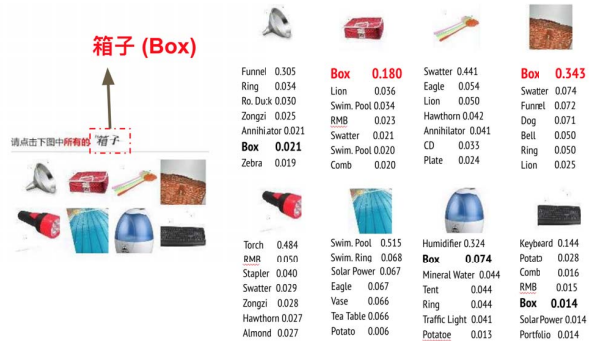 箱子 (Box)
请点击下图中所有的 箱子
Funnel 0.305
Ring 0.034
Ro. Du:k 0.030
Zongzi 0.025
Annihilator 0.021
Box 0.021
Zebra 0.019
Box 0.180
Lion 0.036
Swim. Pool 0.034
RMB 0.023
Swatter 0.021
Swim. Pool 0.020
Comb 0.020
Swatter 0.441
Eagle 0.054
Lion 0.050
Hawthorn 0.042
Annihilator 0.041
CD 0.033
Plate 0.024
Box 0.343
Swatter 0.074
Funnel 0.072
Dog 0.071
Bell 0.050
Ring 0.050
Lion 0.025
Torch 0.484
RMB 0.050
Stapler 0.040
Swatter 0.029
Zongzi 0.028
Hawthorn 0.027
Almond 0.027
Swim. Pool 0.515
Swim. Ring 0.068
Solar Power 0.067
Eagle 0.067
Vase 0.066
Tea Table 0.066
Potato 0.006
Humidifier 0.324
Box 0.074
Mineral Water 0.044
Tent 0.044
Ring 0.044
Traffic Light 0.041
Potatoe 0.013
Keyboard 0.144
Potato 0.028
Comb 0.016
RMB 0.015
Box 0.014
Solar Power 0.014
Portfolio 0.014